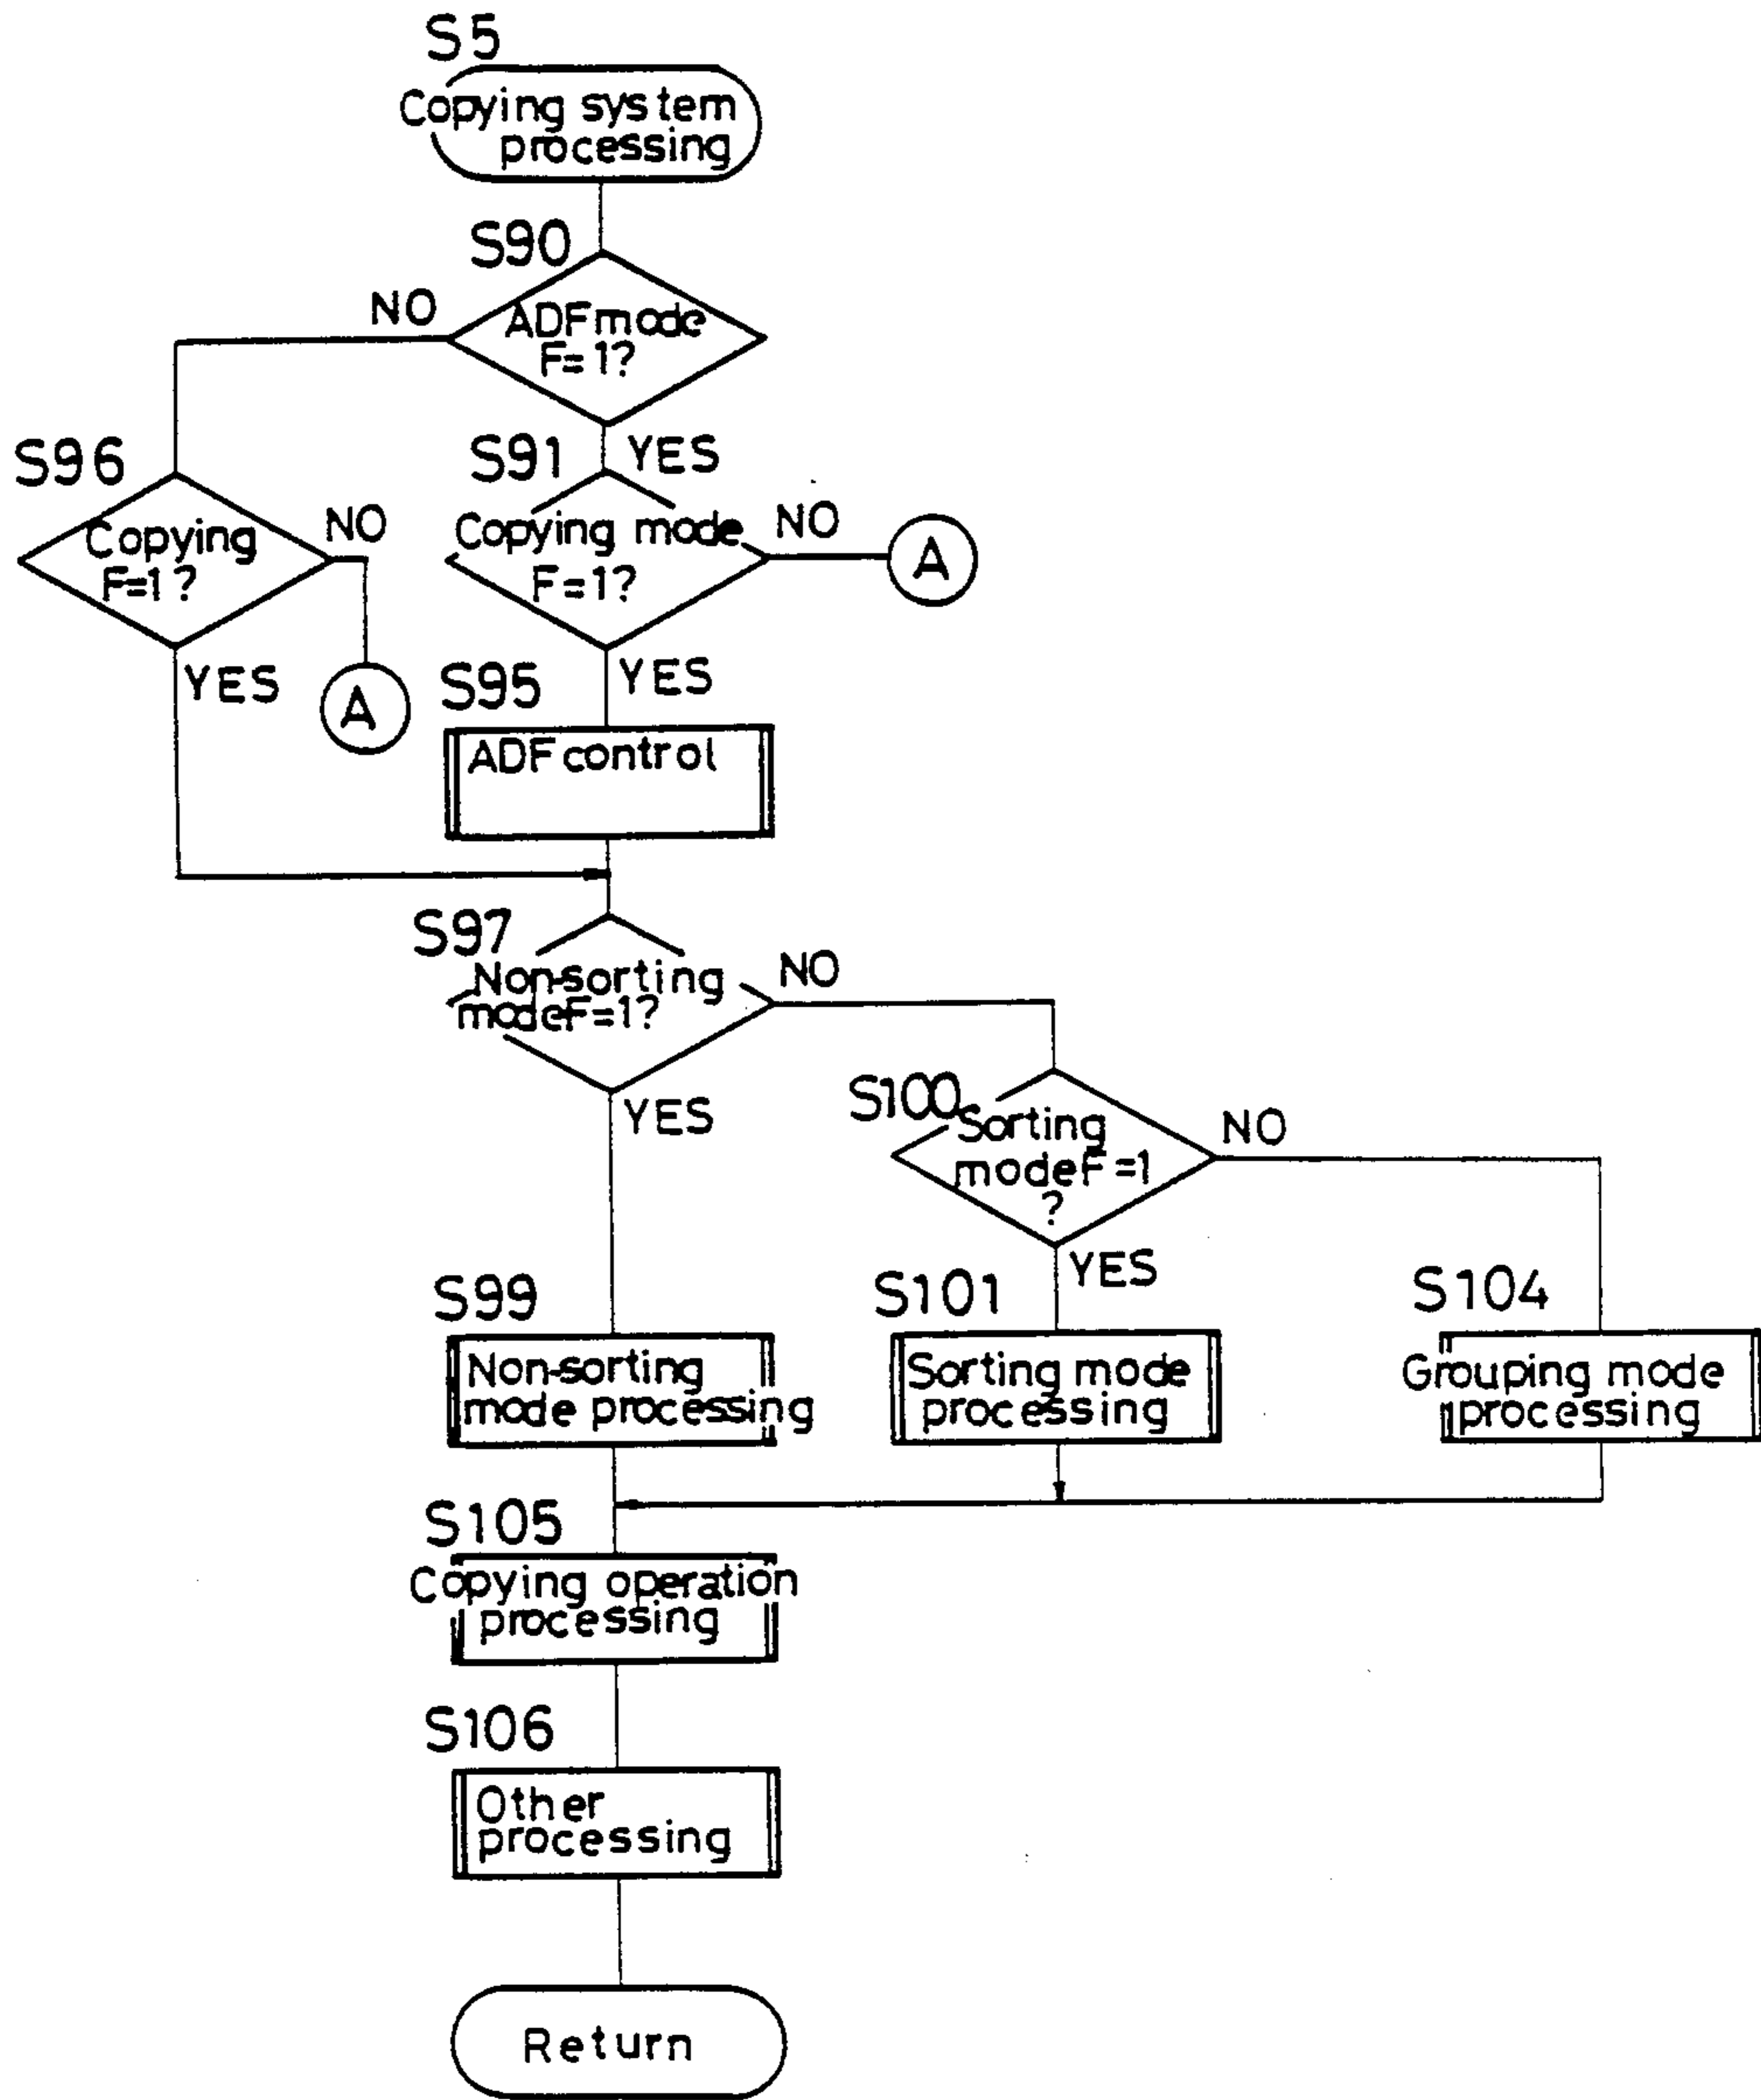 S5
Copying system
processing
S90
NO
ADF mode
F=1?
S96
S91
YES
Copying
F=1?
NO
Copying mode
F=1?
NO
A
YES
A
S95
YES
ADF control
S97
Non-sorting
modeF=1?
NO
YES
S100
Sorting
modeF=1
?
NO
YES
S99
S101
S104
Non-sorting
mode processing
Sorting mode
processing
Grouping mode
processing
S105
Copying operation
processing
S106
Other
processing
Return